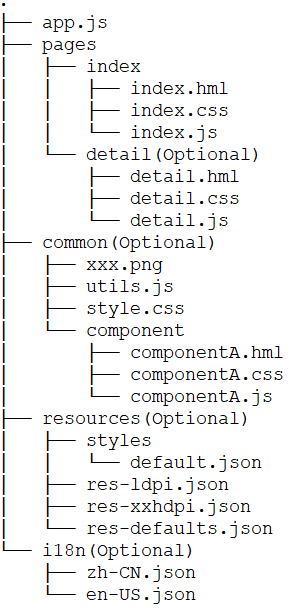 .
├── app.js
├── pages
│   ├── index
│   │   ├── index.hml
│   │   ├── index.css
│   │   └── index.js
│   └── detail(Optional)
│       ├── detail.hml
│       ├── detail.css
│       └── detail.js
├── common(Optional)
│   ├── xxx.png
│   ├── utils.js
│   ├── style.css
│   └── component
│       ├── componentA.hml
│       ├── componentA.css
│       └── componentA.js
├── resources(Optional)
│   ├── styles
│   │   └── default.json
│   ├── res-ldpi.json
│   ├── res-xxhdpi.json
│   └── res-defaults.json
└── i18n(Optional)
    ├── zh-CN.json
    └── en-US.json